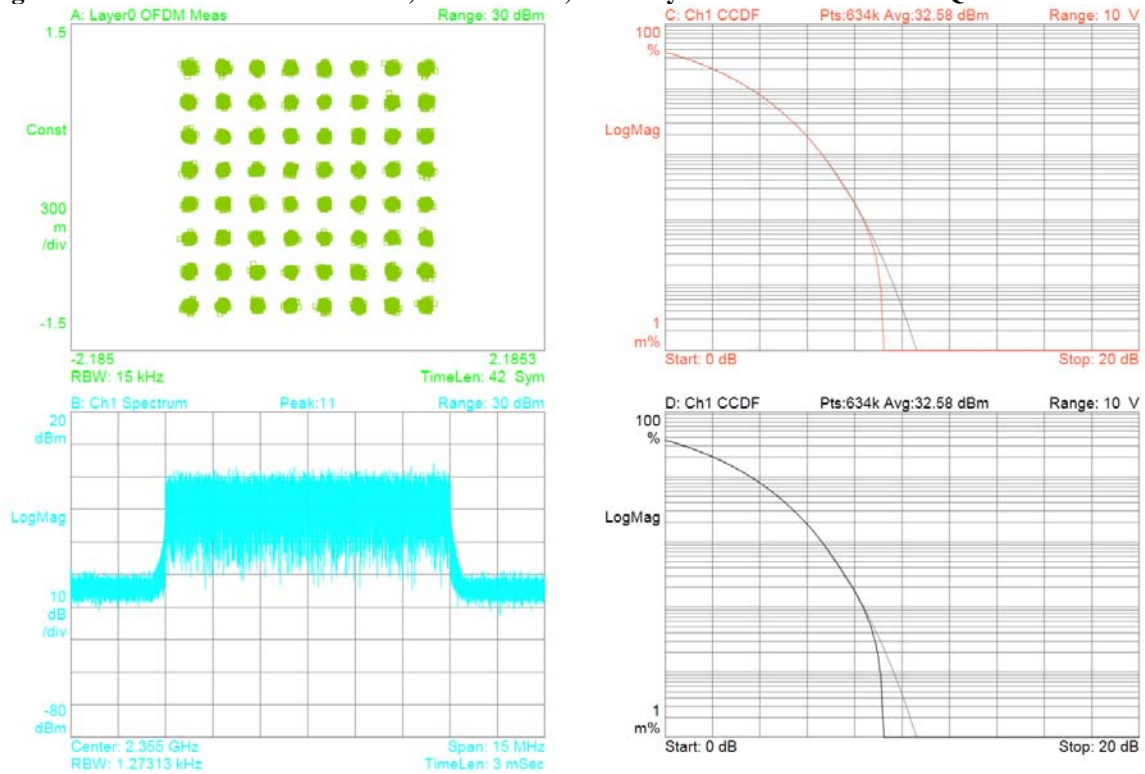 A: Layer0 OFDM Meas
Range: 30 dBm
1.5
Const
300
m
/div
-1.5
-2.185
2.1853
RBW: 15 kHz
TimeLen: 42 Sym
C: Ch1 CCDF
Pts:634k Avg:32.58 dBm
Range: 10 V
100
%
LogMag
1
m%
Start: 0 dB
Stop: 20 dB
B: Ch1 Spectrum
Peak:11
Range: 30 dBm
20
dBm
LogMag
10
dB
/div
-80
dBm
Center: 2.355 GHz
Span: 15 MHz
RBW: 1.27313 kHz
TimeLen: 3 mSec
D: Ch1 CCDF
Pts:634k Avg:32.58 dBm
Range: 10 V
100
%
LogMag
1
m%
Start: 0 dB
Stop: 20 dB